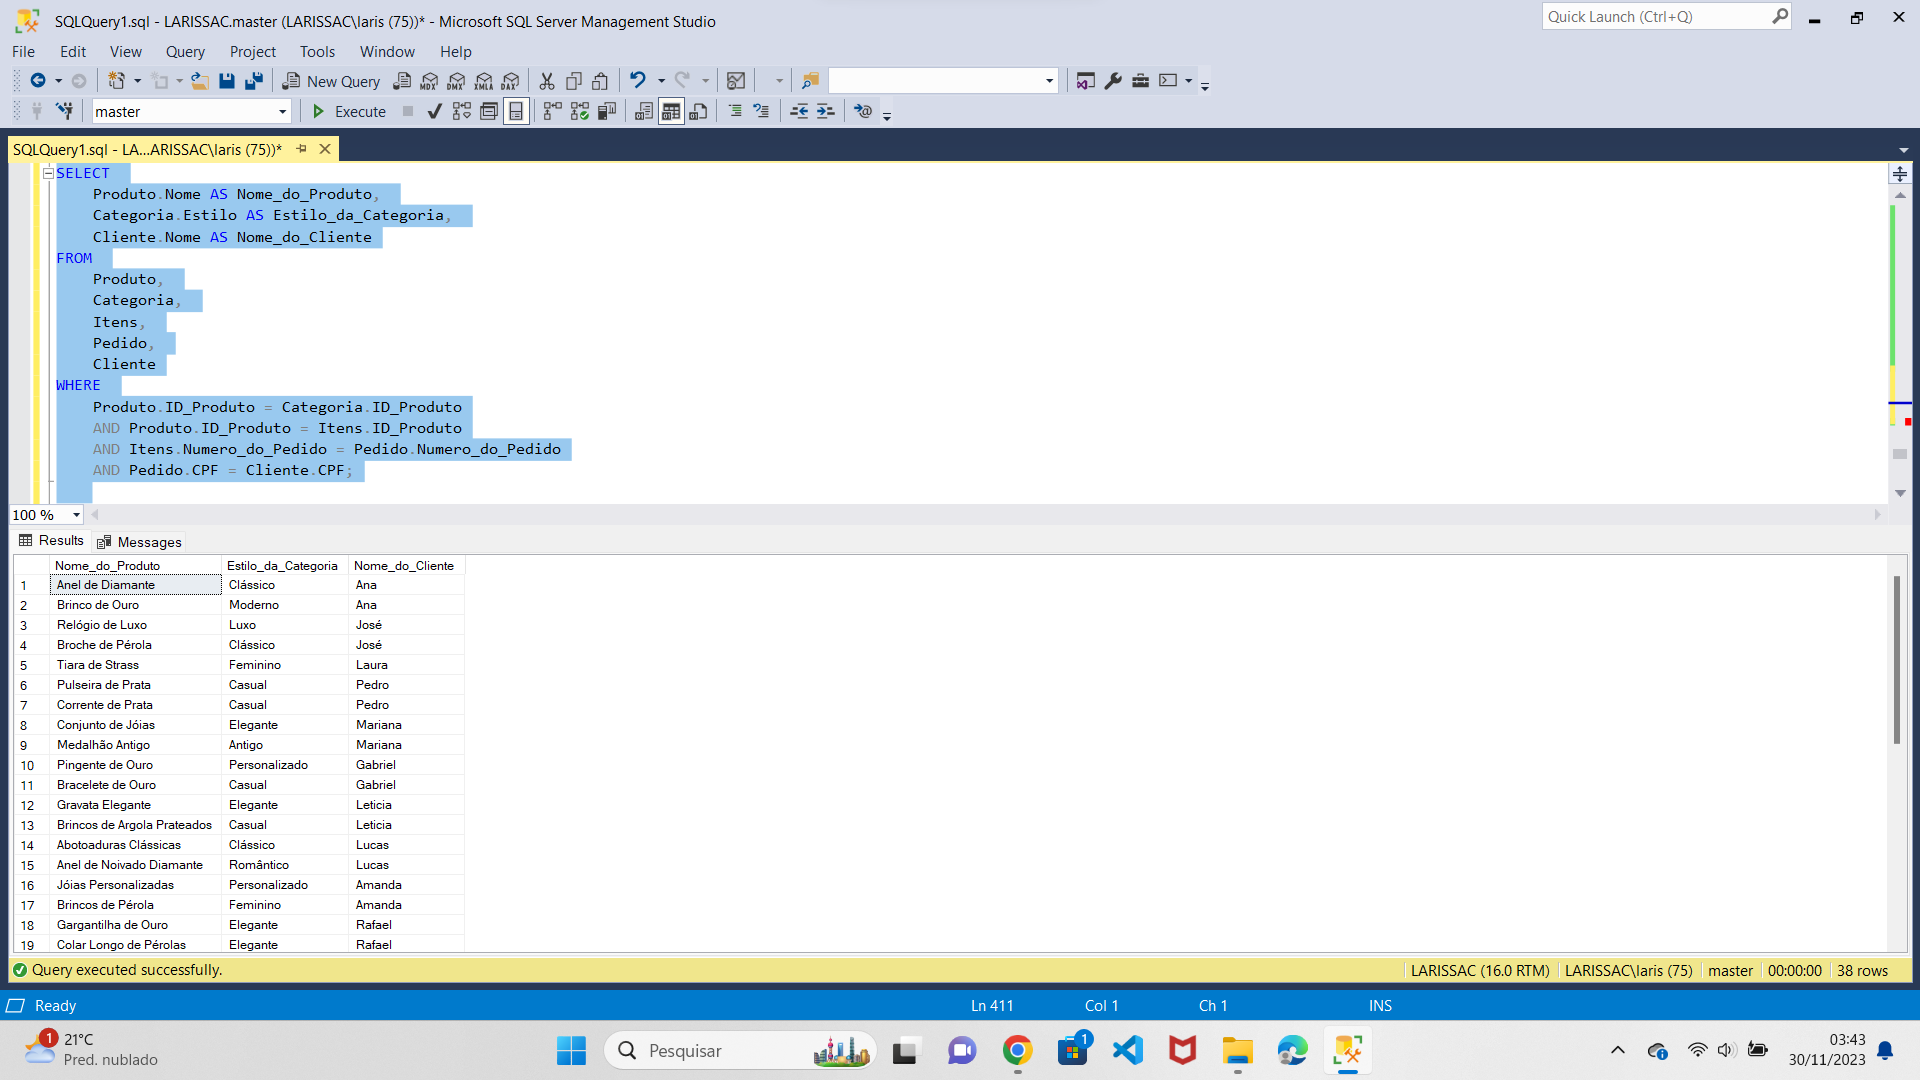 SQLQuery1.sql - LARISSAC.master (LARISSAC\laris (75))* - Microsoft SQL Server Management Studio
Quick Launch (Ctrl+Q)
File Edit View Query Project Tools Window Help
New Query MDX DMX XMLA DAX
master Execute
SQLQuery1.sql - LA...ARISSAC\laris (75))*
SELECT
Produto.Nome AS Nome_do_Produto,
Categoria.Estilo AS Estilo_da_Categoria,
Cliente.Nome AS Nome_do_Cliente
FROM
Produto,
Categoria,
Itens,
Pedido,
Cliente
WHERE
Produto.ID_Produto = Categoria.ID_Produto
AND Produto.ID_Produto = Itens.ID_Produto
AND Itens.Numero_do_Pedido = Pedido.Numero_do_Pedido
AND Pedido.CPF = Cliente.CPF;
100 %
Results Messages
Nome_do_Produto Estilo_da_Categoria Nome_do_Cliente
1 Anel de Diamante Clássico Ana
2 Brinco de Ouro Moderno Ana
3 Relógio de Luxo Luxo José
4 Broche de Pérola Clássico José
5 Tiara de Strass Feminino Laura
6 Pulseira de Prata Casual Pedro
7 Corrente de Prata Casual Pedro
8 Conjunto de Jóias Elegante Mariana
9 Medalhão Antigo Antigo Mariana
10 Pingente de Ouro Personalizado Gabriel
11 Bracelete de Ouro Casual Gabriel
12 Gravata Elegante Elegante Leticia
13 Brincos de Argola Prateados Casual Leticia
14 Abotoaduras Clássicas Clássico Lucas
15 Anel de Noivado Diamante Romântico Lucas
16 Jóias Personalizadas Personalizado Amanda
17 Brincos de Pérola Feminino Amanda
18 Gargantilha de Ouro Elegante Rafael
19 Colar Longo de Pérolas Elegante Rafael
Query executed successfully. LARISSAC (16.0 RTM) LARISSAC\laris (75) master 00:00:00 38 rows
Ready Ln 411 Col 1 Ch 1 INS
1 21°C
Pred. nublado
Pesquisar
1
03:43
30/11/2023